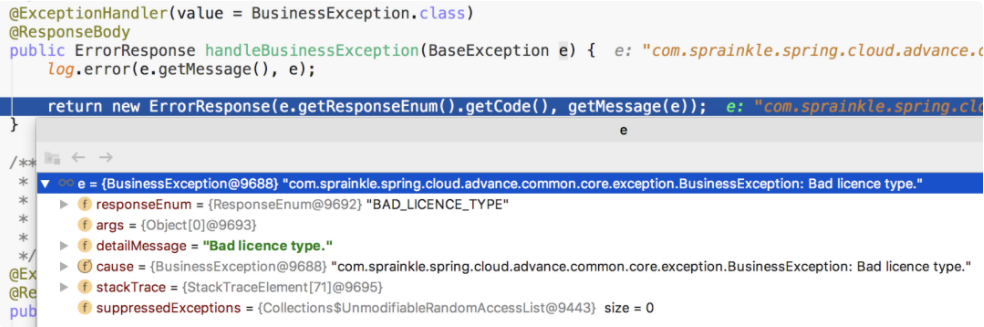 @ExceptionHandler(value = BusinessException.class)
@ResponseBody
public ErrorResponse handleBusinessException(BaseException e) {  e: "com.sprainkle.spring.cloud.advance.c
log.error(e.getMessage(), e);
return new ErrorResponse(e.getResponseEnum().getCode(), getMessage(e));  e: "com.sprainkle.spring.clo
}
e
/**
*
*
*
*
*/
@Ex
@Re
pub
e = {BusinessException@9688} "com.sprainkle.spring.cloud.advance.common.core.exception.BusinessException: Bad licence type."
f responseEnum = {ResponseEnum@9692} "BAD_LICENCE_TYPE"
f args = {Object[0]@9693}
f detailMessage = "Bad licence type."
f cause = {BusinessException@9688} "com.sprainkle.spring.cloud.advance.common.core.exception.BusinessException: Bad licence type."
f stackTrace = {StackTraceElement[71]@9695}
f suppressedExceptions = {Collections$UnmodifiableRandomAccessList@9443}  size = 0